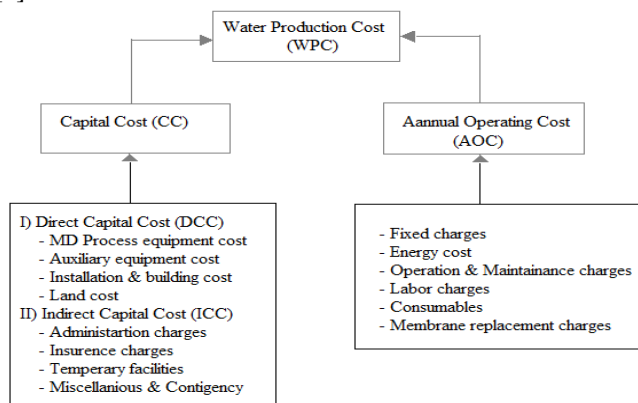 Water Production Cost
(WPC)
Capital Cost (CC)
Aannual Operating Cost
(AOC)
I) Direct Capital Cost (DCC)
- MD Process equipment cost
- Auxiliary equipment cost
- Installation & building cost
- Land cost
II) Indirect Capital Cost (ICC)
- Administartion charges
- Insurence charges
- Temperary facilities
- Miscellanious & Contigency
- Fixed charges
- Energy cost
- Operation & Maintainance charges
- Labor charges
- Consumables
- Membrane replacement charges